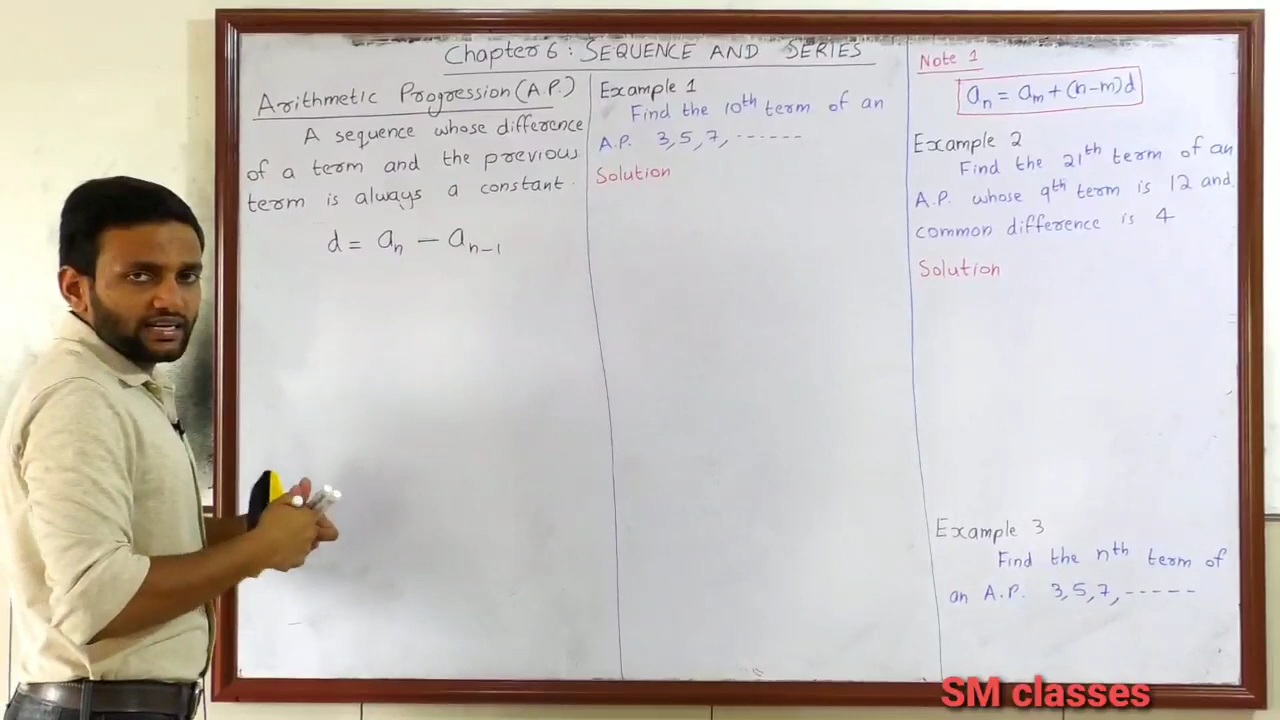 Chapter 6 : SEQUENCE AND SERIES
Arithmetic Progression (A.P.)
A sequence whose difference
of a term and the previous
term is always a constant.
d = aₙ − aₙ₋₁
Example 1
Find the 10th term of an
A.P. 3, 5, 7, -------
Solution
Note 1
aₙ = aₘ + (n−m)d
Example 2
Find the 21th term of an
A.P. whose 9th term is 12 and
common difference is 4
Solution
Example 3
Find the nth term of
an A.P. 3, 5, 7, ------
SM classes